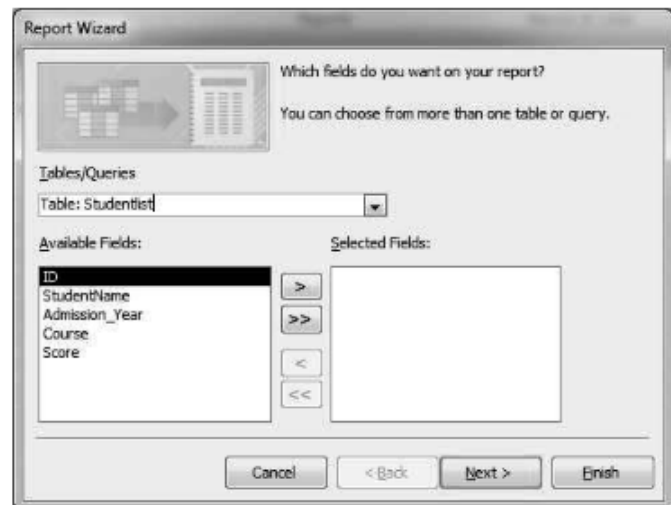 Report Wizard
Which fields do you want on your report?
You can choose from more than one table or query.
Tables/Queries
Table: Studentlist
Available Fields:
Selected Fields:
ID
StudentName
Admission_Year
Course
Score
>
>>
<
<<
Cancel
< Back
Next >
Finish